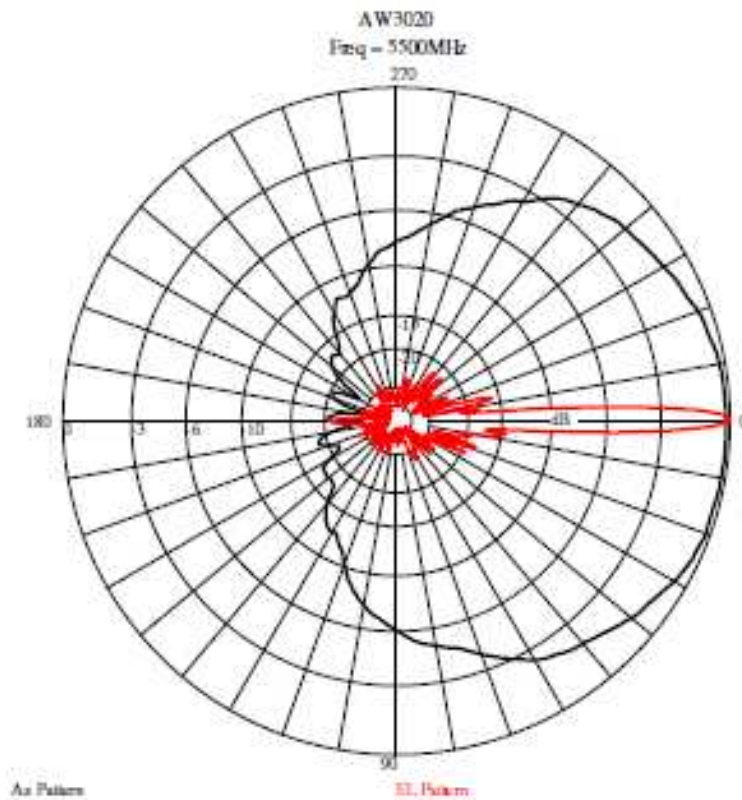 AW3020
Freq = 5500MHz
270
180
-3
-6
-10
dB
0
90
Az Pattern
EL Pattern